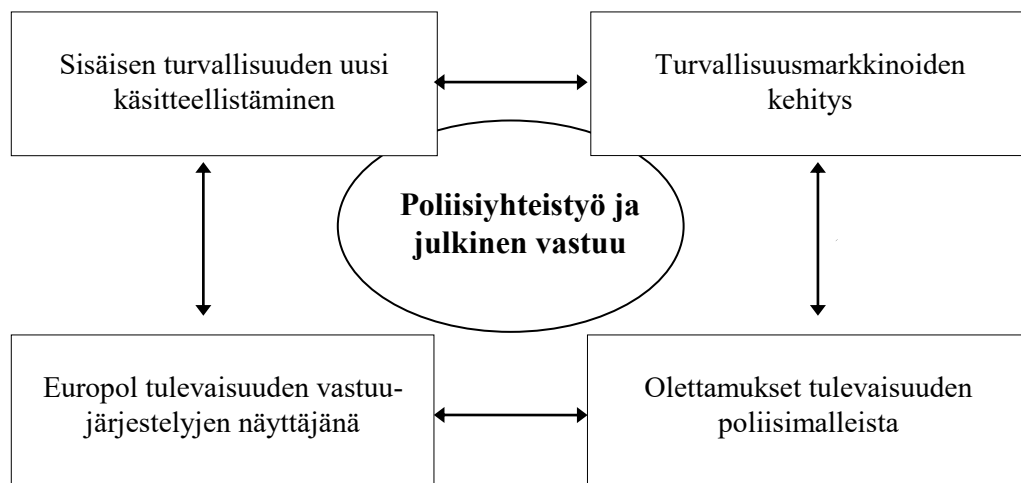 Sisäisen turvallisuuden uusi
käsitteellistäminen
Turvallisuusmarkkinoiden
kehitys
Poliisiyhteistyö ja
julkinen vastuu
Europol tulevaisuuden vastuu-
järjestelyjen näyttäjänä
Olettamukset tulevaisuuden
poliisimalleista